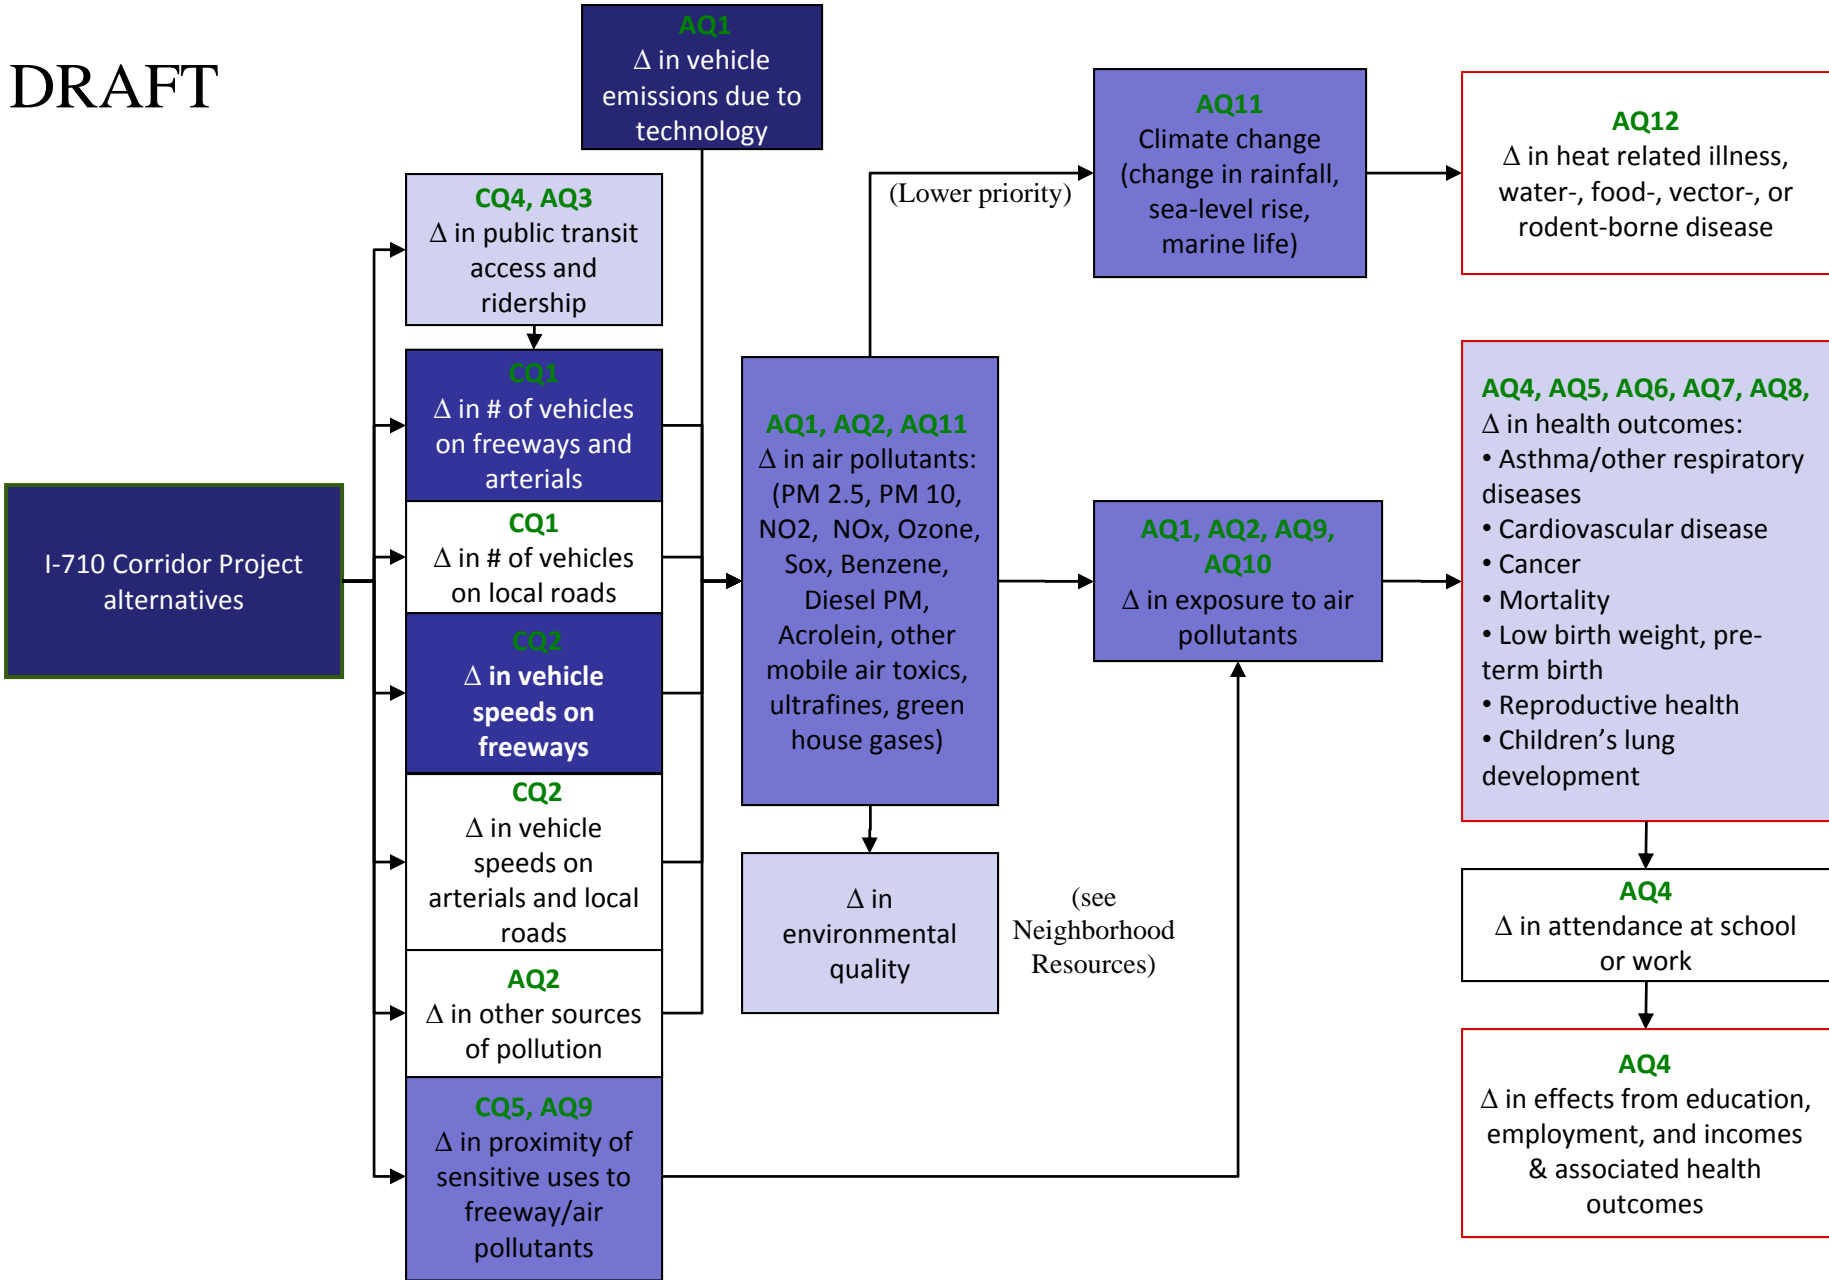 DRAFT
AQ1
Δ in vehicle
emissions due to
technology
CQ4, AQ3
Δ in public transit
access and
ridership
CQ1
Δ in # of vehicles
on freeways and
arterials
CQ1
Δ in # of vehicles
on local roads
CQ2
Δ in vehicle
speeds on
freeways
CQ2
Δ in vehicle
speeds on
arterials and local
roads
AQ2
Δ in other sources
of pollution
CQ5, AQ9
Δ in proximity of
sensitive uses to
freeway/air
pollutants
I-710 Corridor Project
alternatives
AQ1, AQ2, AQ11
Δ in air pollutants:
(PM 2.5, PM 10,
NO2,  NOx, Ozone,
Sox, Benzene,
Diesel PM,
Acrolein, other
mobile air toxics,
ultrafines, green
house gases)
Δ in
environmental
quality
(see
Neighborhood
Resources)
(Lower priority)
AQ11
Climate change
(change in rainfall,
sea-level rise,
marine life)
AQ12
Δ in heat related illness,
water-, food-, vector-, or
rodent-borne disease
AQ1, AQ2, AQ9,
AQ10
Δ in exposure to air
pollutants
AQ4, AQ5, AQ6, AQ7, AQ8,
Δ in health outcomes:
• Asthma/other respiratory
diseases
• Cardiovascular disease
• Cancer
• Mortality
• Low birth weight, pre-
term birth
• Reproductive health
• Children’s lung
development
AQ4
Δ in attendance at school
or work
AQ4
Δ in effects from education,
employment, and incomes
& associated health
outcomes